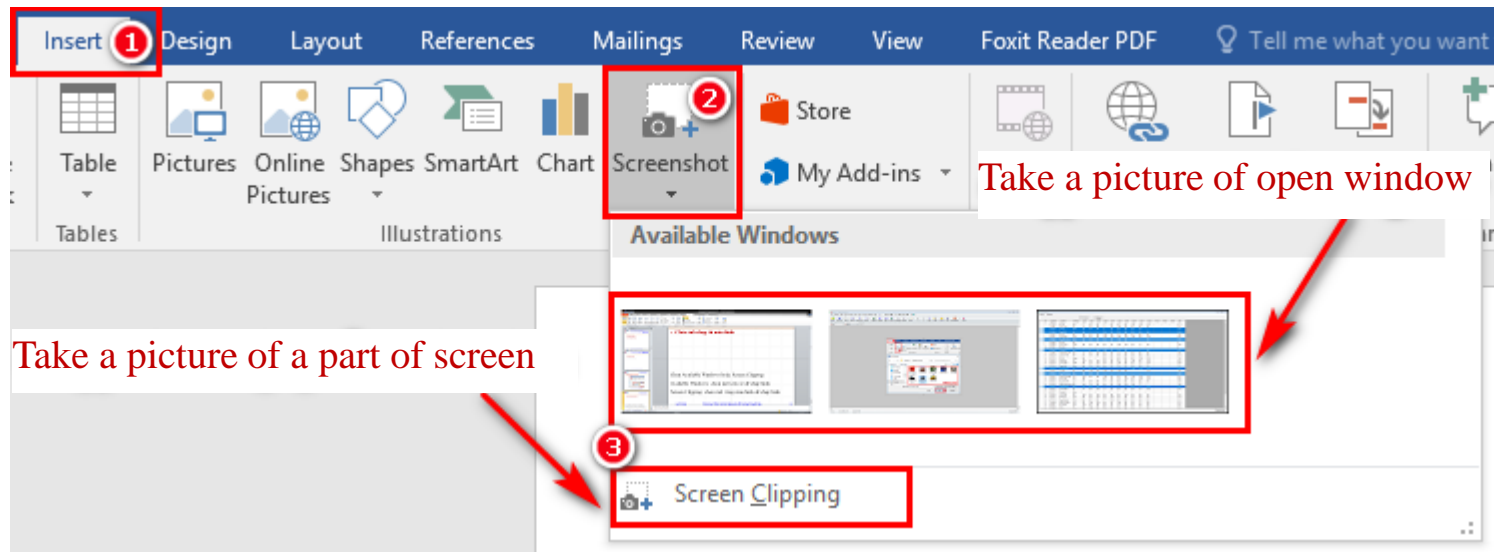 Insert 1 Design Layout References Mailings Review View Foxit Reader PDF Tell me what you want
2
Store
Table Pictures Online Shapes SmartArt Chart Screenshot My Add-ins
Pictures
Take a picture of open window
Tables Illustrations
Available Windows
Take a picture of a part of screen
3
Screen Clipping